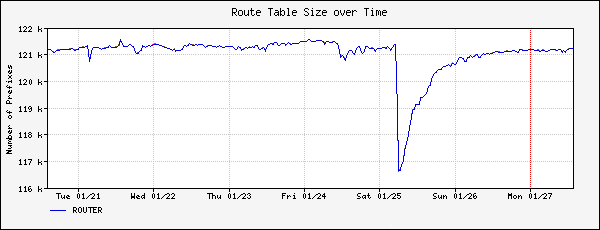 Route Table Size over Time
Number of Prefixes
122 k
121 k
120 k
119 k
118 k
117 k
116 k
Tue 01/21 Wed 01/22 Thu 01/23 Fri 01/24 Sat 01/25 Sun 01/26 Mon 01/27
ROUTER